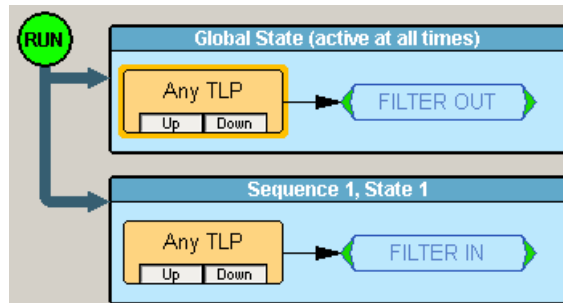 RUN
Global State (active at all times)
Any TLP
Up Down
FILTER OUT
Sequence 1, State 1
Any TLP
Up Down
FILTER IN